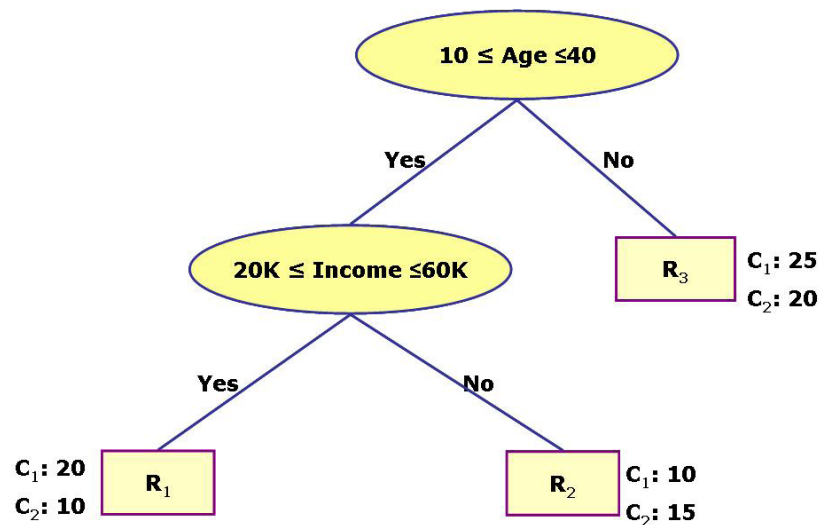 10 ≤ Age ≤40
Yes
No
20K ≤ Income ≤60K
R₃
C₁: 25
C₂: 20
Yes
No
C₁: 20
C₂: 10
R₁
R₂
C₁: 10
C₂: 15